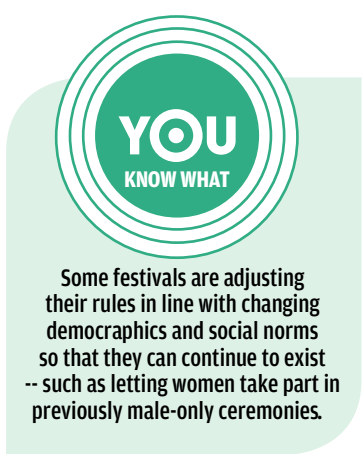 YOU
KNOW WHAT
Some festivals are adjusting
their rules in line with changing
democraphics and social norms
so that they can continue to exist
-- such as letting women take part in
previously male-only ceremonies.